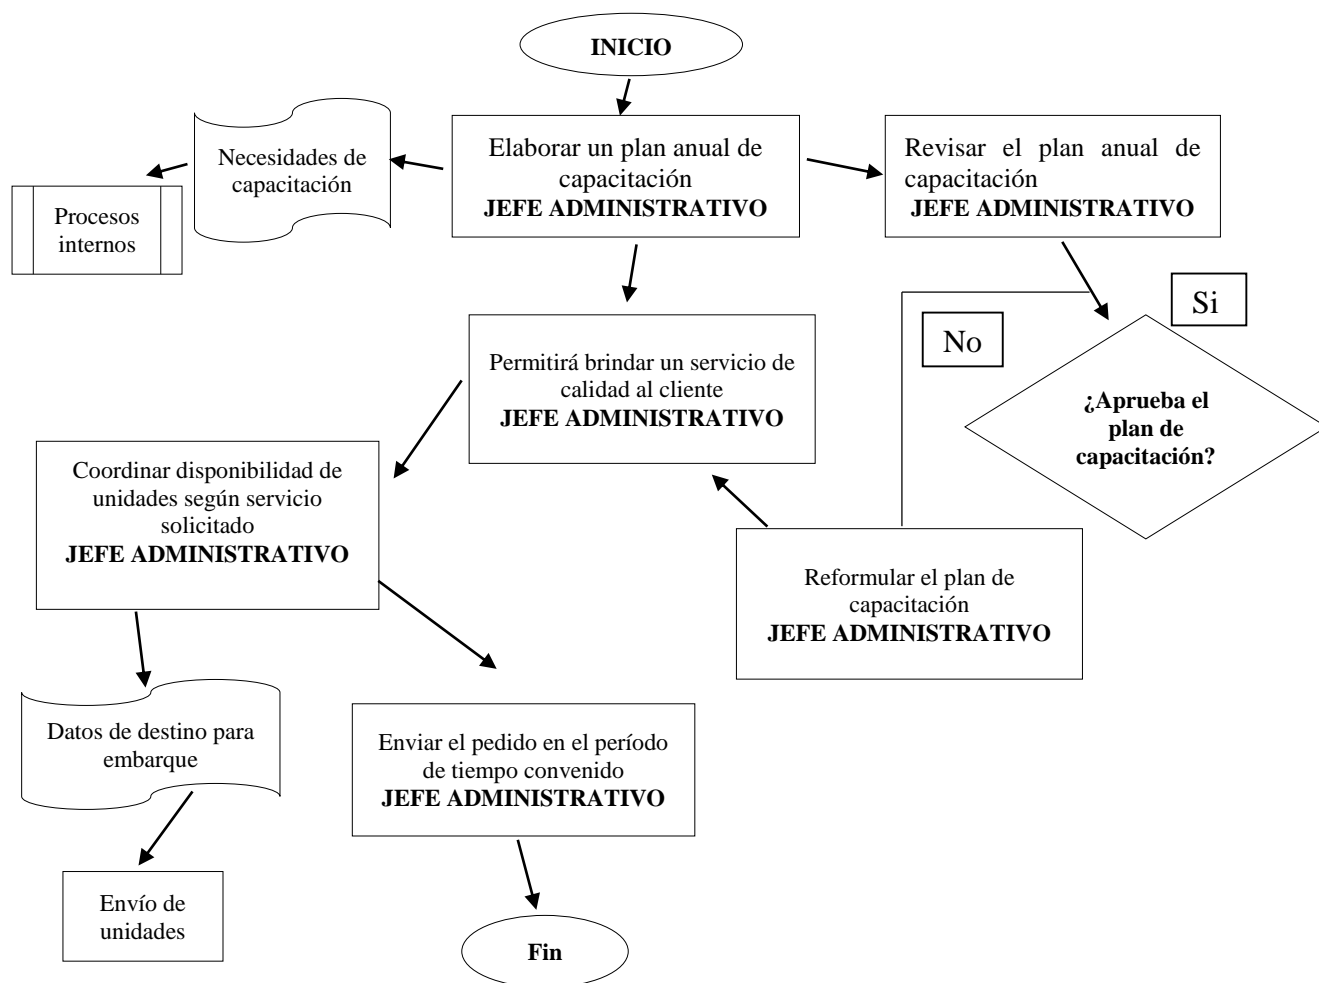 INICIO
Necesidades de
capacitación
Elaborar un plan anual de
capacitación
JEFE ADMINISTRATIVO
Revisar el plan anual de
capacitación
JEFE ADMINISTRATIVO
Procesos
internos
Si
No
Permitirá brindar un servicio de
calidad al cliente
JEFE ADMINISTRATIVO
¿Aprueba el
plan de
capacitación?
Coordinar disponibilidad de
unidades según servicio
solicitado
JEFE ADMINISTRATIVO
Reformular el plan de
capacitación
JEFE ADMINISTRATIVO
Datos de destino para
embarque
Enviar el pedido en el período
de tiempo convenido
JEFE ADMINISTRATIVO
Envío de
unidades
Fin